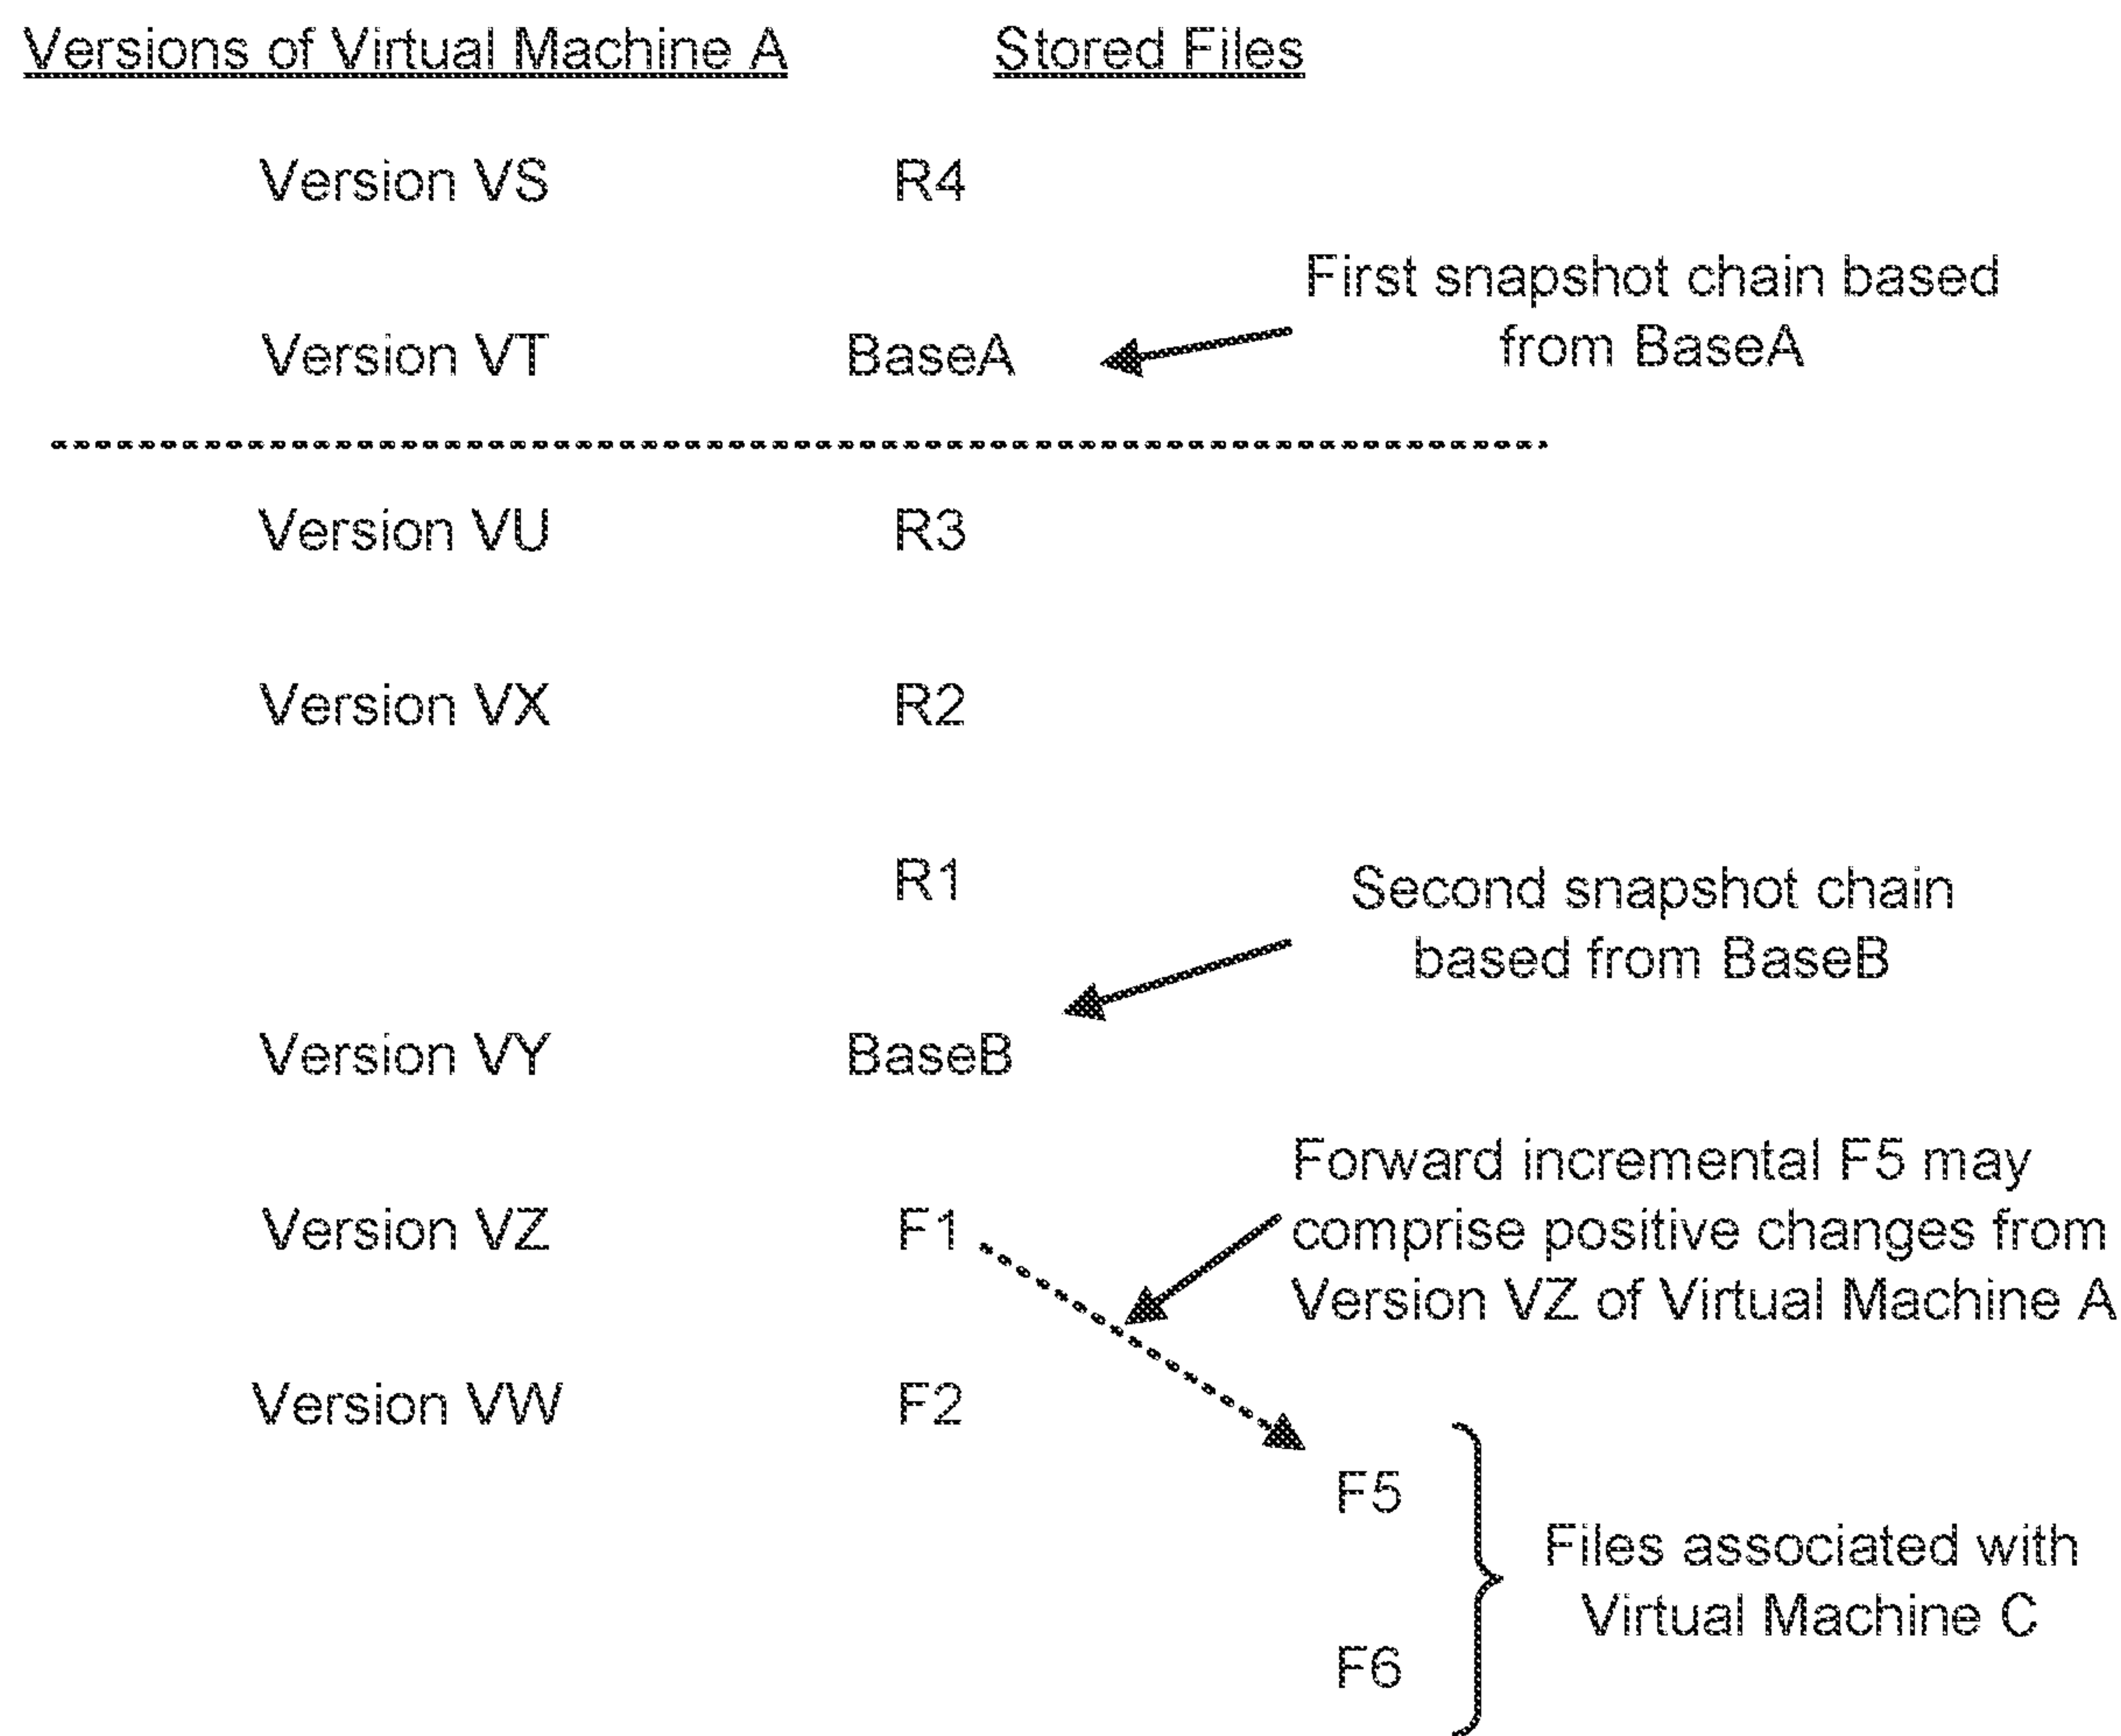 Versions of Virtual Machine A Stored Files
Version VS R4
First snapshot chain based
from BaseA
Version VT BaseA
Version VU R3
Version VX R2
R1
Second snapshot chain
based from BaseB
Version VY BaseB
Forward incremental F5 may
comprise positive changes from
Version VZ of Virtual Machine A
Version VZ F1
Version VW F2
F5
Files associated with
Virtual Machine C
F6